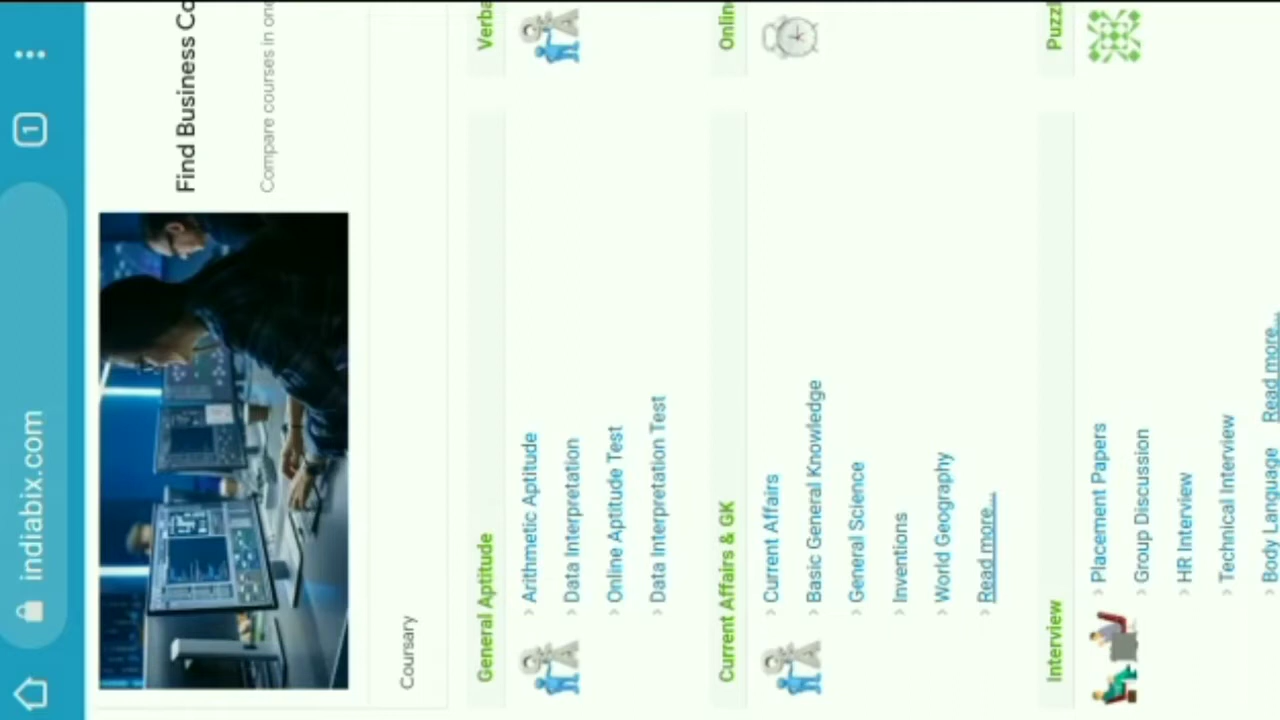 indiabix.com
1
Find Business Co
Compare courses in one
Coursary
General Aptitude
Arithmetic Aptitude
Data Interpretation
Online Aptitude Test
Data Interpretation Test
Verba
Current Affairs & GK
Current Affairs
Basic General Knowledge
General Science
Inventions
World Geography
Read more...
Onlin
Interview
Placement Papers
Group Discussion
HR Interview
Technical Interview
Body Language
Read more...
Puzzl